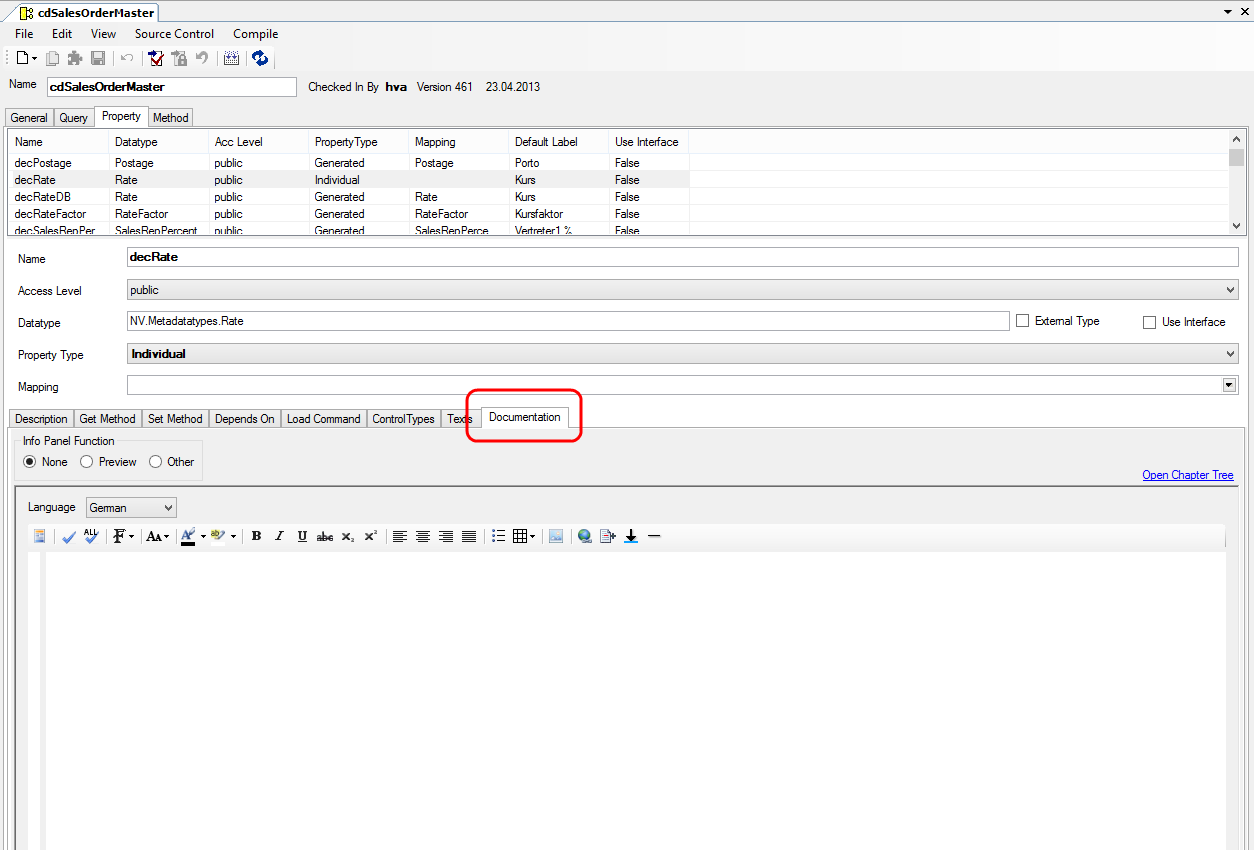 cdSalesOrderMaster
File Edit View Source Control Compile
Name cdSalesOrderMaster Checked In By hva Version 461 23.04.2013
General Query Property Method
Name Datatype Acc Level PropertyType Mapping Default Label Use Interface
decPostage Postage public Generated Postage Porto False
decRate Rate public Individual Kurs False
decRateDB Rate public Generated Rate Kurs False
decRateFactor RateFactor public Generated RateFactor Kursfaktor False
decSalesRepPer SalesRepPercent public Generated SalesRepPerce Vertreter1 % False
Name decRate
Access Level public
Datatype NV.Metadatatypes.Rate External Type Use Interface
Property Type Individual
Mapping
Description Get Method Set Method Depends On Load Command ControlTypes Texts Documentation
Info Panel Function
None Preview Other
Open Chapter Tree
Language German
ALL F AA A ab B I U abc x₂ x²